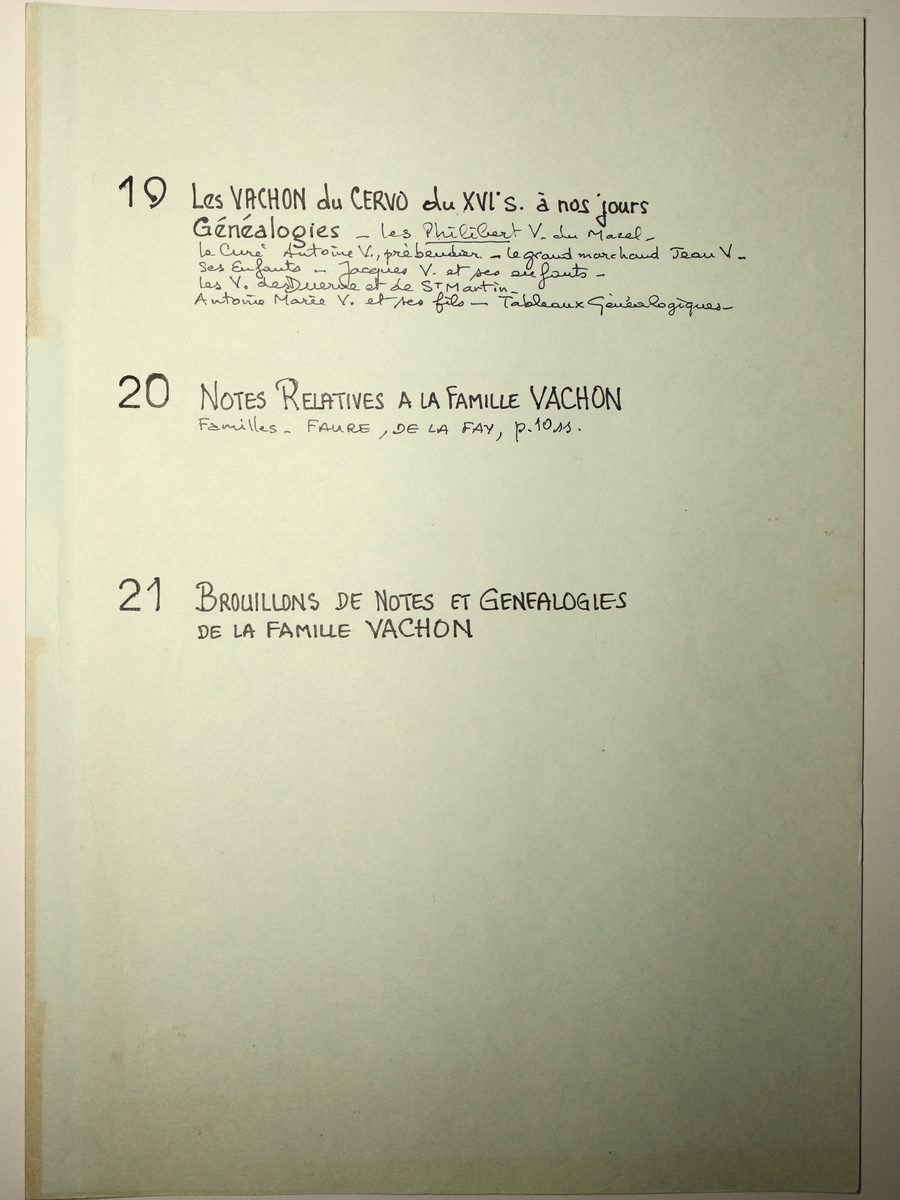 19 Les VACHON du CERVO du XVI's. à nos jours
Généalogies - les Philibert V. du Mazel -
le Curé Antoine V., prébendier - le grand marchand Jean V -
Ses Enfants - Jacques V. et ses enfants -
les V. des Duerne et de St Martin -
Antoine Marie V. et ses fils - Tableaux Généalogiques -
20 NOTES RELATIVES A LA FAMILLE VACHON
Familles - FAURE, DE LA FAY, p. 10 ss.
21 BROUILLONS DE NOTES ET GENEALOGIES
DE LA FAMILLE VACHON